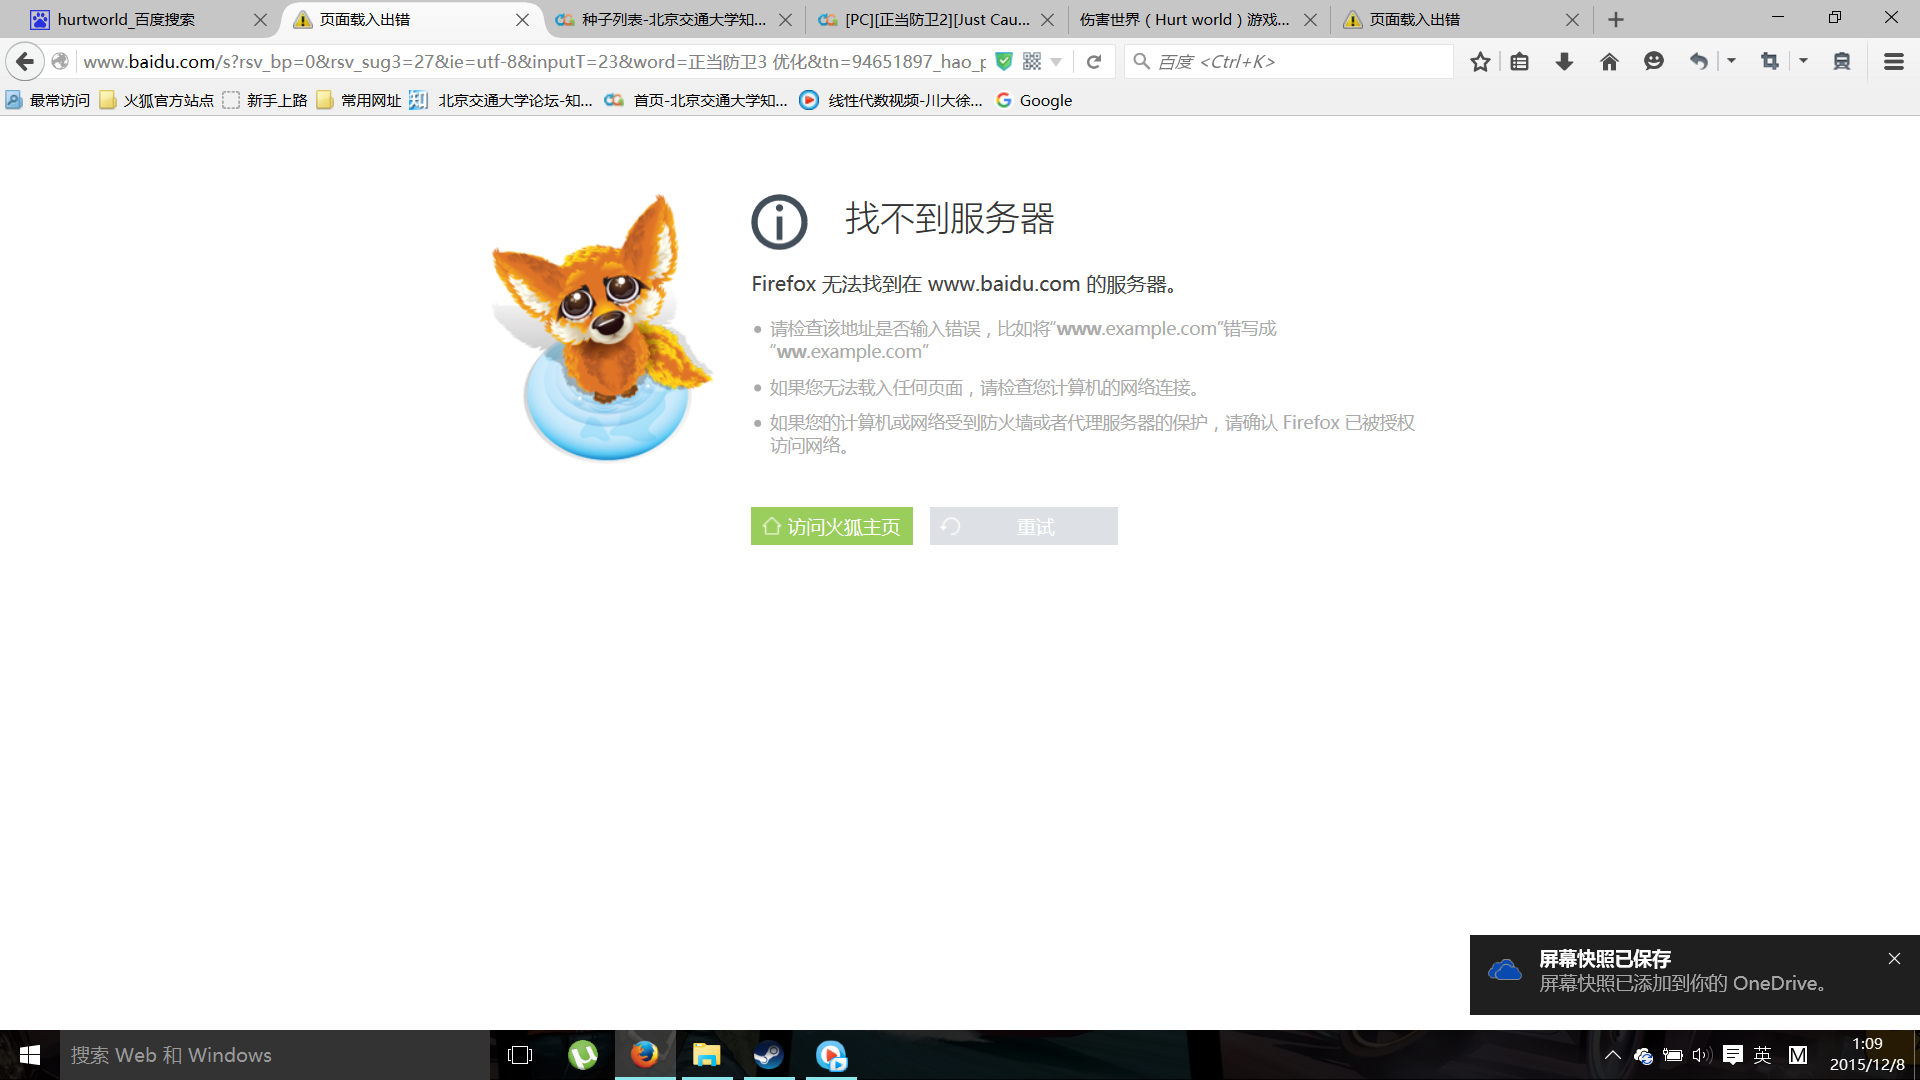 hurtworld_百度搜索
页面载入出错
种子列表-北京交通大学知...
[PC][正当防卫2][Just Cau...
伤害世界（Hurt world）游戏...
页面载入出错
www.baidu.com/s?rsv_bp=0&rsv_sug3=27&ie=utf-8&inputT=23&word=正当防卫3 优化&tn=94651897_hao_p
百度 <Ctrl+K>
最常访问
火狐官方站点
新手上路
常用网址
北京交通大学论坛-知...
首页-北京交通大学知...
线性代数视频-川大徐...
Google
找不到服务器
Firefox 无法找到在 www.baidu.com 的服务器。
请检查该地址是否输入错误，比如将“www.example.com”错写成
“ww.example.com”
如果您无法载入任何页面，请检查您计算机的网络连接。
如果您的计算机或网络受到防火墙或者代理服务器的保护，请确认 Firefox 已被授权
访问网络。
访问火狐主页
重试
屏幕快照已保存
屏幕快照已添加到你的 OneDrive。
搜索 Web 和 Windows
英
M
1:09
2015/12/8